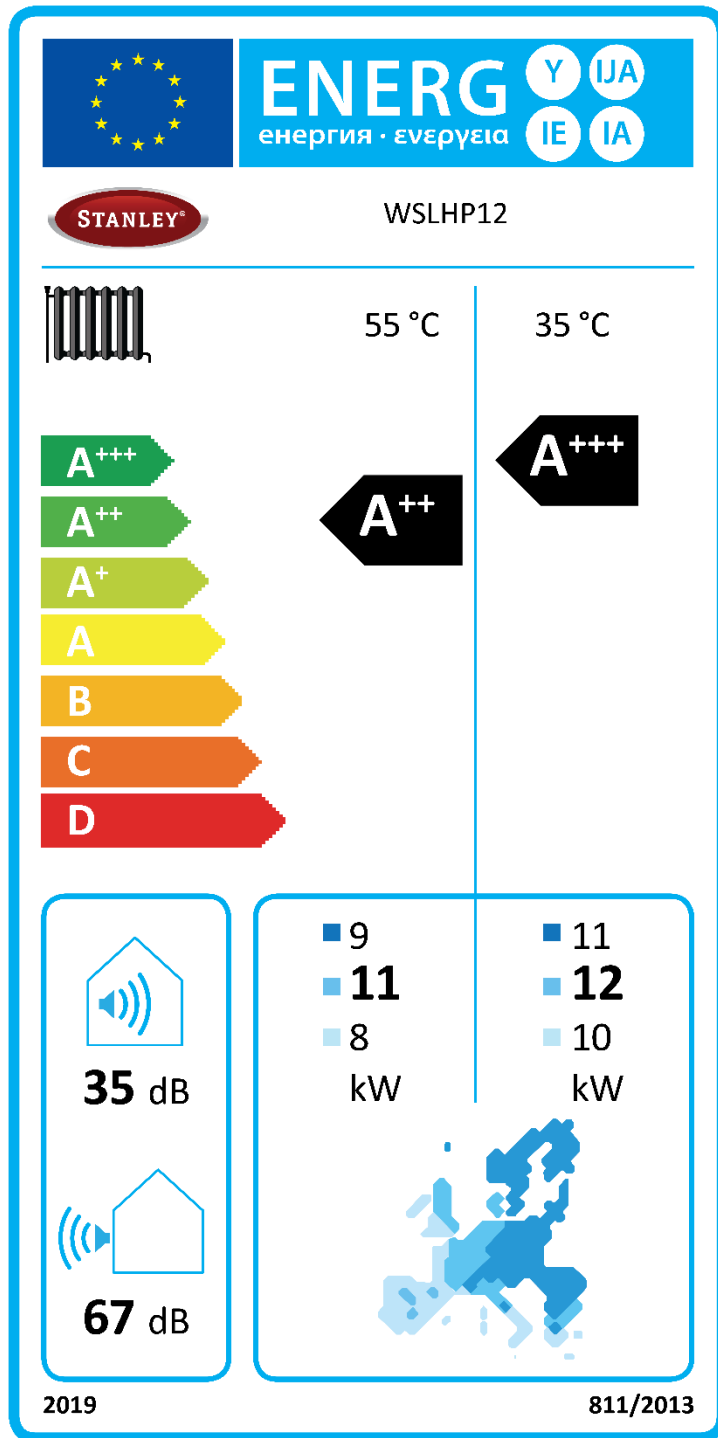 ENERG
енергия · ενεργεια
Y IJA
IE IA
STANLEY®
WSLHP12
55 °C
35 °C
A+++
A++
A+
A
B
C
D
A++
A+++
35 dB
67 dB
9
11
8
kW
11
12
10
kW
2019
811/2013